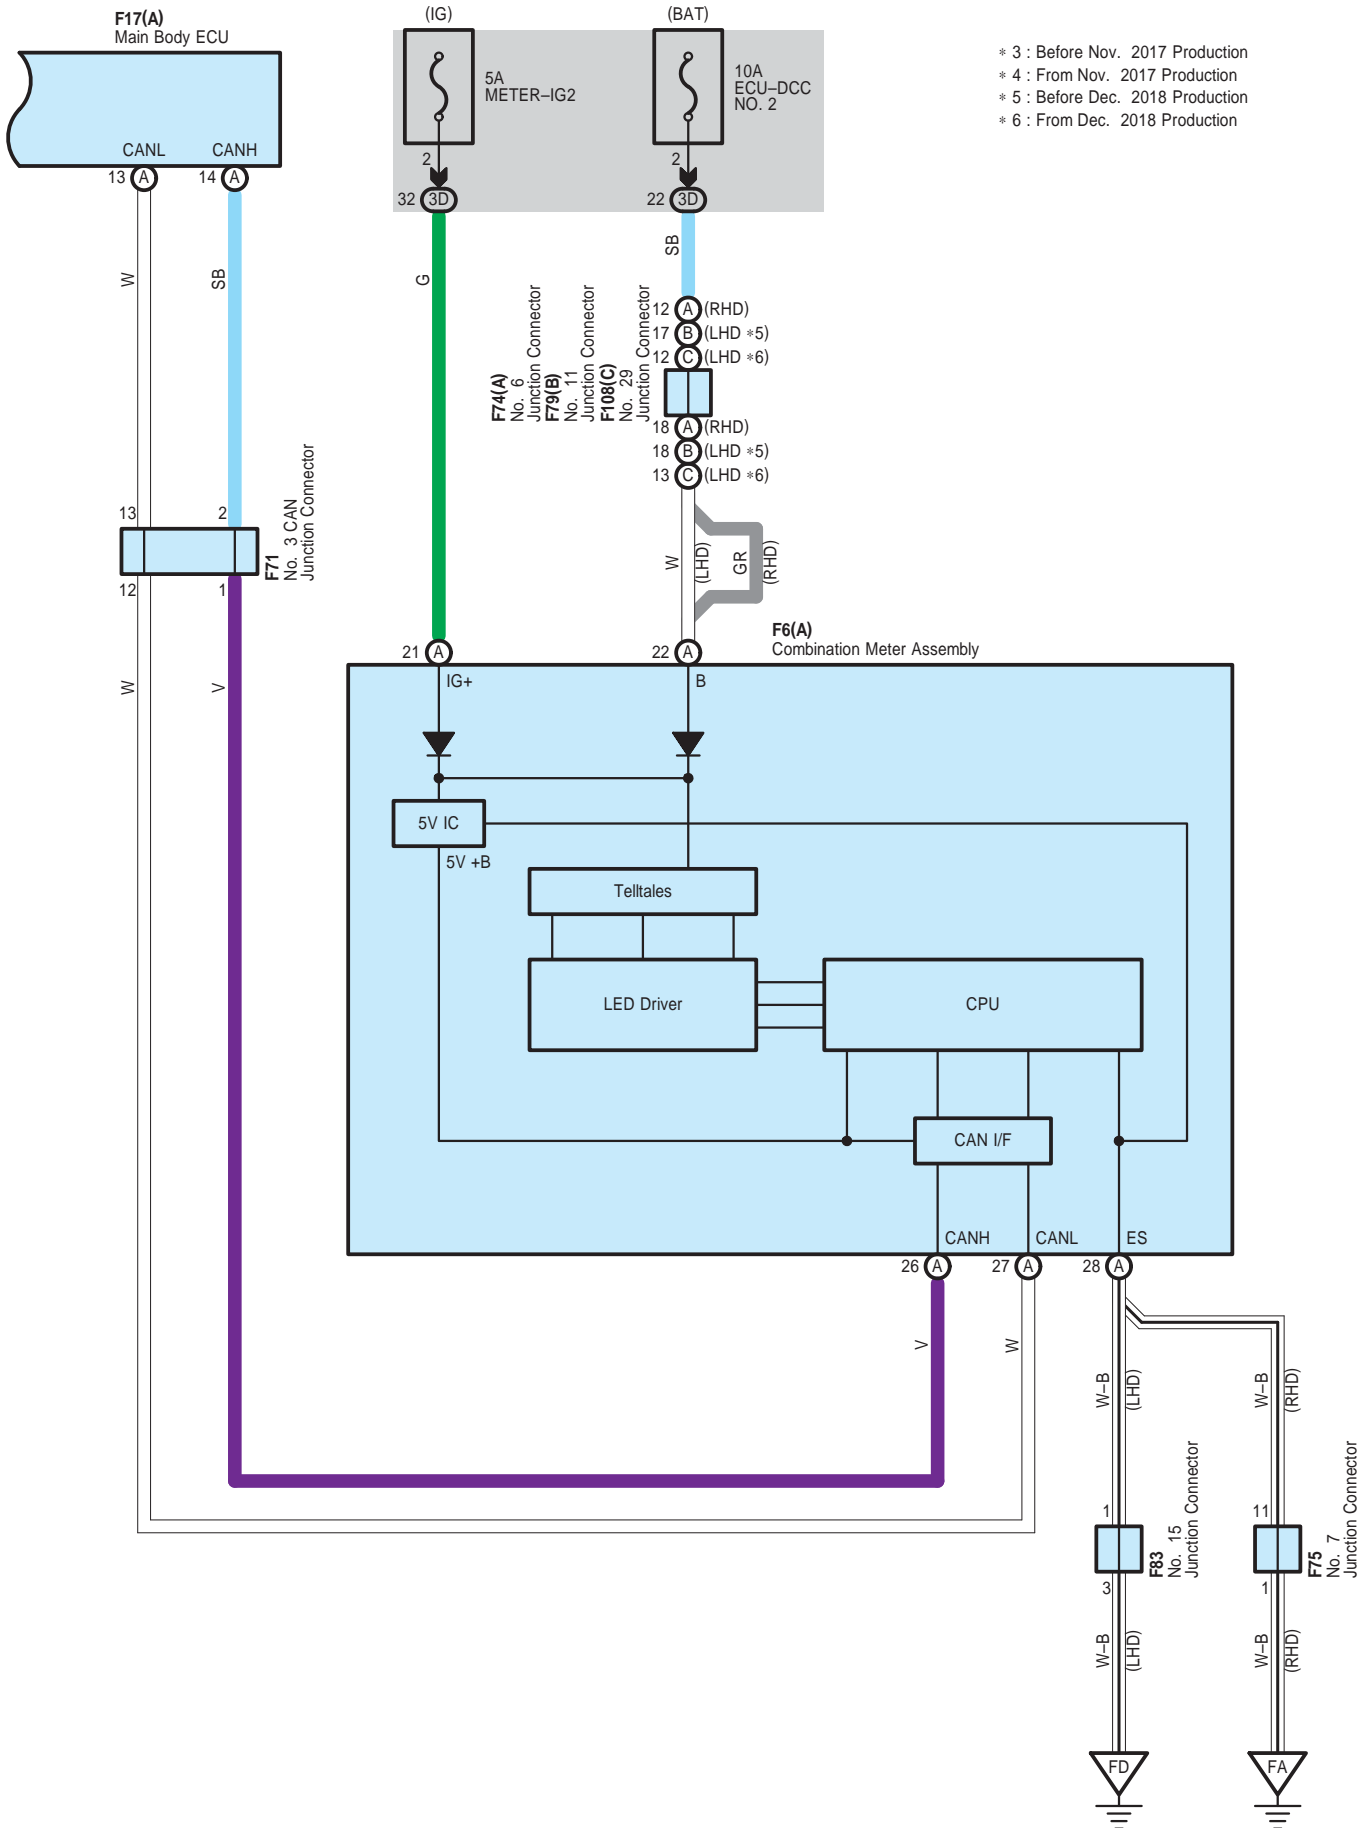 F17(A)
Main Body ECU
(IG)
(BAT)
5A
METER–IG2
10A
ECU–DCC
NO. 2
* 3 : Before Nov. 2017 Production
* 4 : From Nov. 2017 Production
* 5 : Before Dec. 2018 Production
* 6 : From Dec. 2018 Production
CANL
CANH
13 A
14 A
2
2
32 3D
22 3D
W
SB
G
SB
12 A (RHD)
17 B (LHD *5)
12 C (LHD *6)
F74(A)
No. 6
Junction Connector
F79(B)
No. 11
Junction Connector
F108(C)
No. 29
Junction Connector
18 A (RHD)
18 B (LHD *5)
13 C (LHD *6)
13
2
F71
No. 3 CAN
Junction Connector
12
1
W
(LHD)
GR
(RHD)
F6(A)
Combination Meter Assembly
21 A
22 A
IG+
B
W
V
5V IC
5V +B
Telltales
LED Driver
CPU
CAN I/F
CANH
CANL
ES
26 A
27 A
28 A
V
W
W–B
(LHD)
W–B
(RHD)
1
11
F83
No. 15
Junction Connector
F75
No. 7
Junction Connector
3
1
W–B
(LHD)
W–B
(RHD)
FD
FA